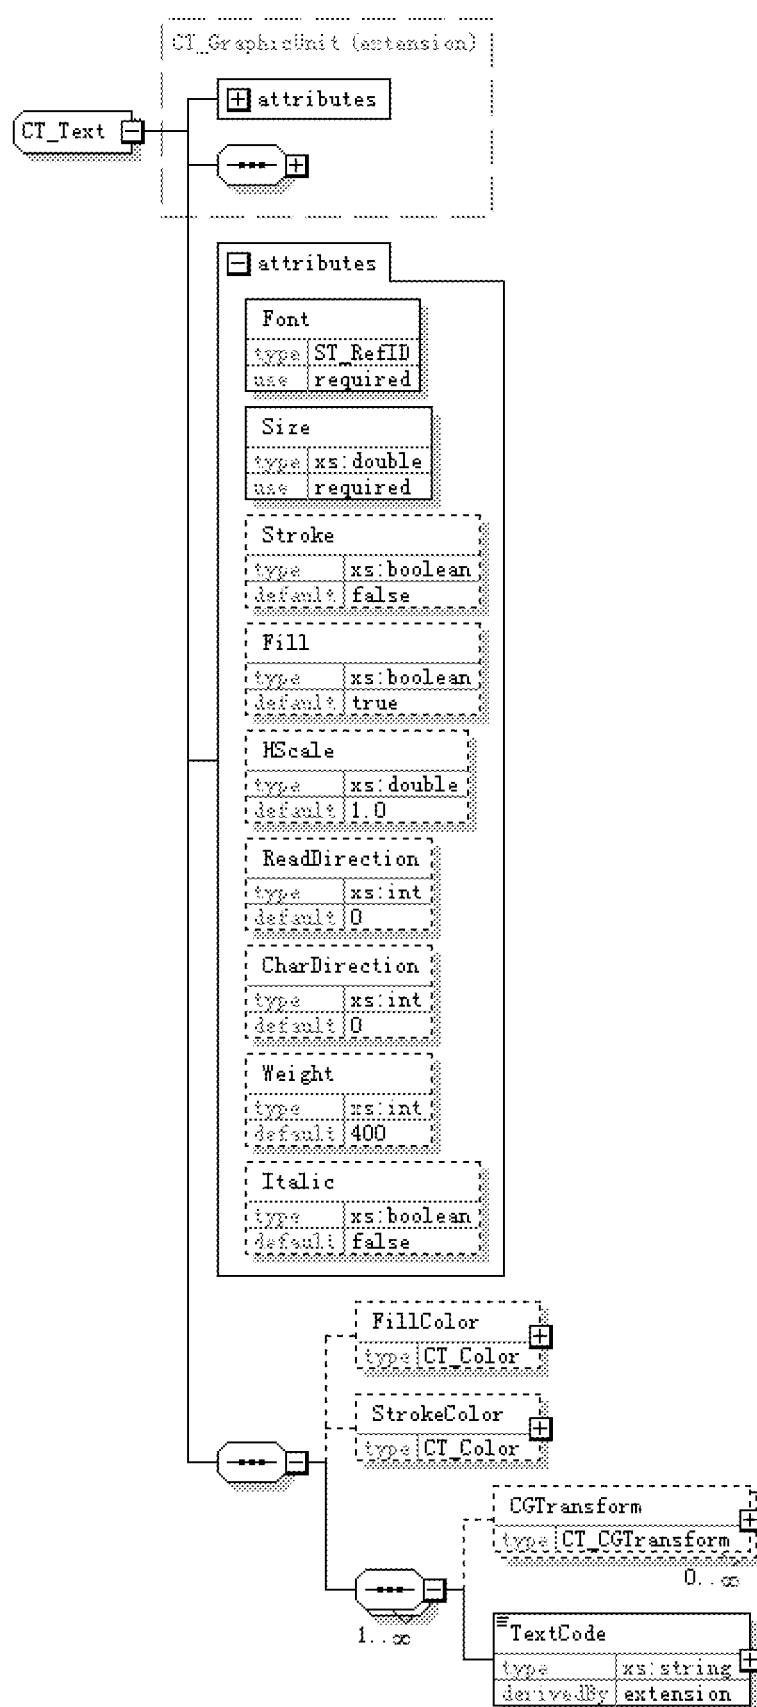 CT_GraphicUnit (extension)
attributes
CT_Text
attributes
Font
type ST_RefID
use required
Size
type xs:double
use required
Stroke
type xs:boolean
default false
Fill
type xs:boolean
default true
HScale
type xs:double
default 1.0
ReadDirection
type xs:int
default 0
CharDirection
type xs:int
default 0
Weight
type xs:int
default 400
Italic
type xs:boolean
default false
FillColor
type CT_Color
StrokeColor
type CT_Color
CGTransform
type CT_CGTransform
0..∞
1..∞
TextCode
type xs:string
derivedBy extension